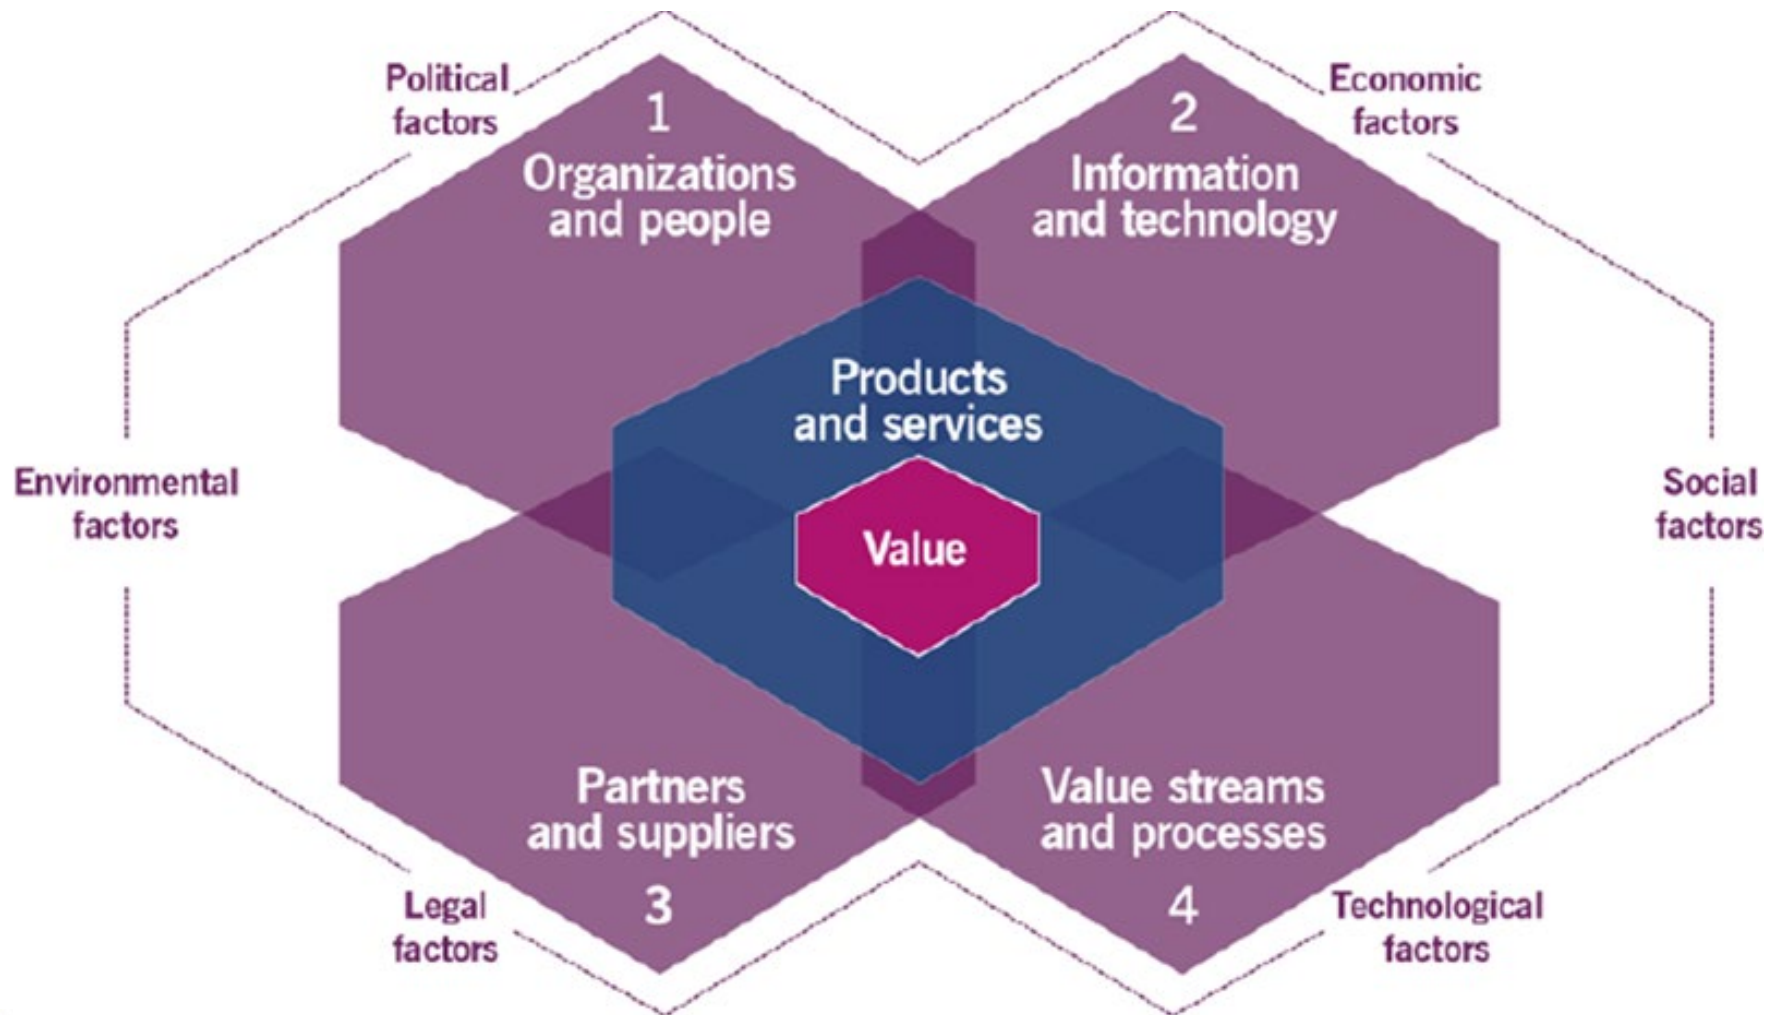 Political
factors
1
Organizations
and people
2
Information
and technology
Economic
factors
Products
and services
Environmental
factors
Value
Social
factors
Partners
and suppliers
3
Value streams
and processes
4
Legal
factors
Technological
factors